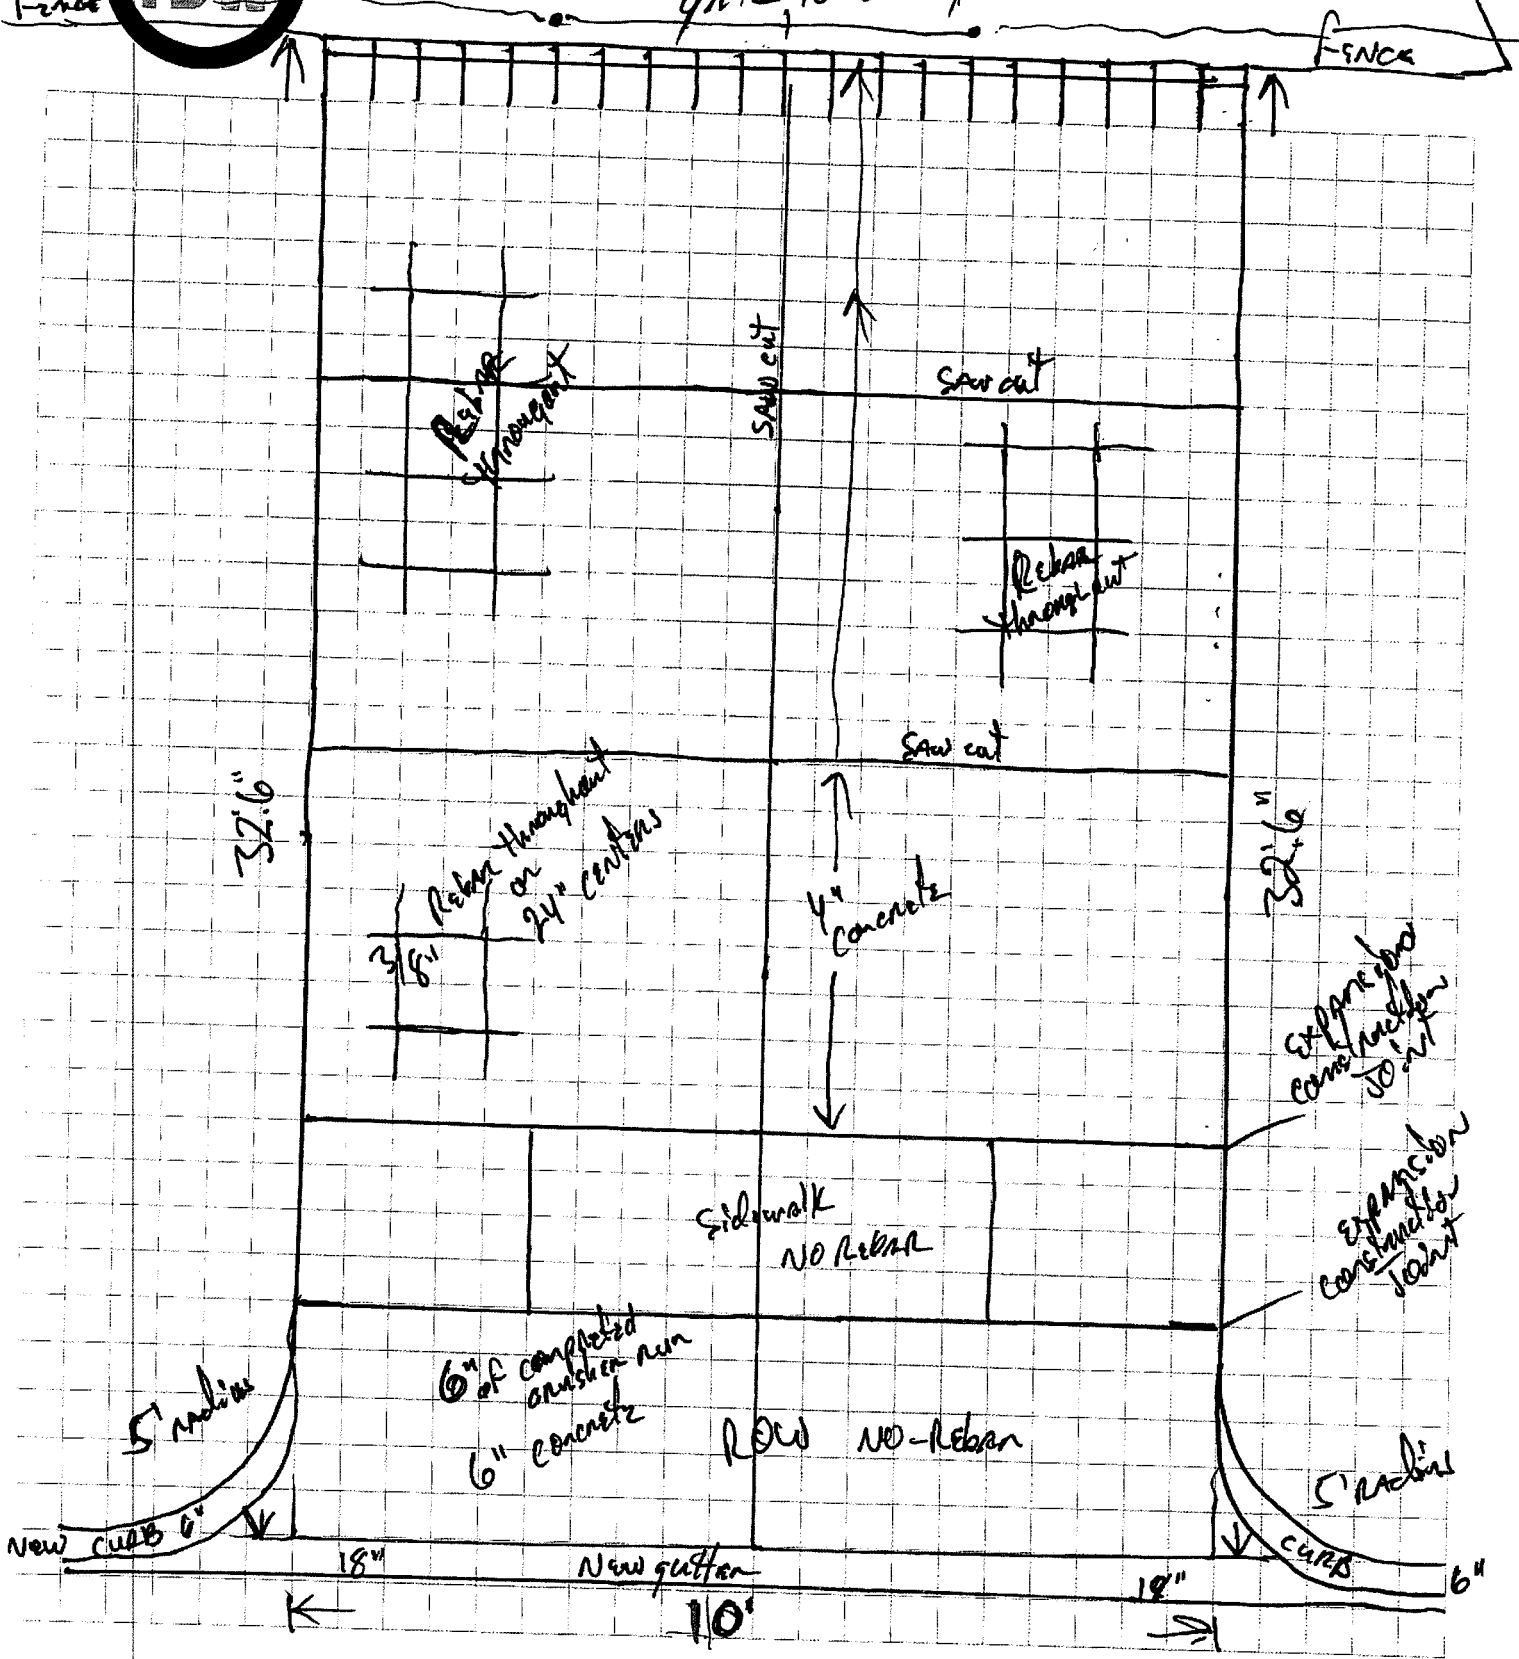 Fence
Fence
SAW cut
SAW cut
Rebar
throughout
Rebar
throughout
SAW cut
32'.6"
32'.6"
Rebar throughout
on
24" CENTERS
3/8"
4"
concrete
EXPANSION
construction
JOINT
EXPANSION
construction
JOINT
Sidewalk
NO REBAR
6" of compacted
crusher run
6" concrete
ROW NO-Rebar
5' radius
5' RADIUS
New CURB 6"
CURB
6"
18"
New gutter
18"
10'